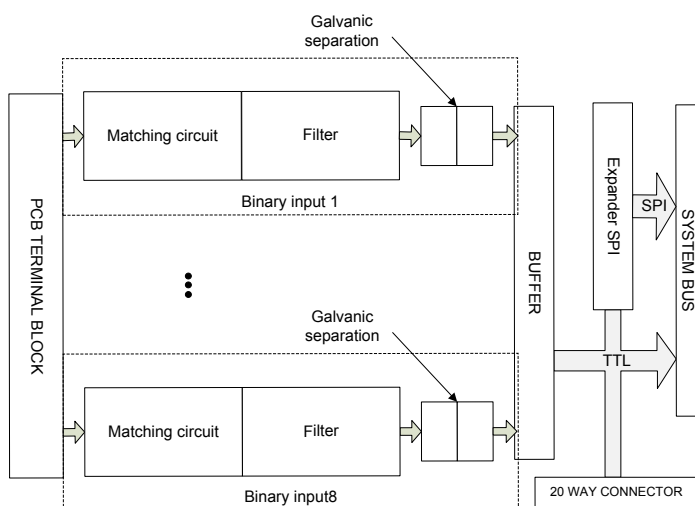 Galvanic
separation
PCB TERMINAL BLOCK
Matching circuit
Filter
Binary input 1
BUFFER
Expander SPI
SPI
SYSTEM BUS
TTL
Galvanic
separation
Matching circuit
Filter
Binary input8
20 WAY CONNECTOR